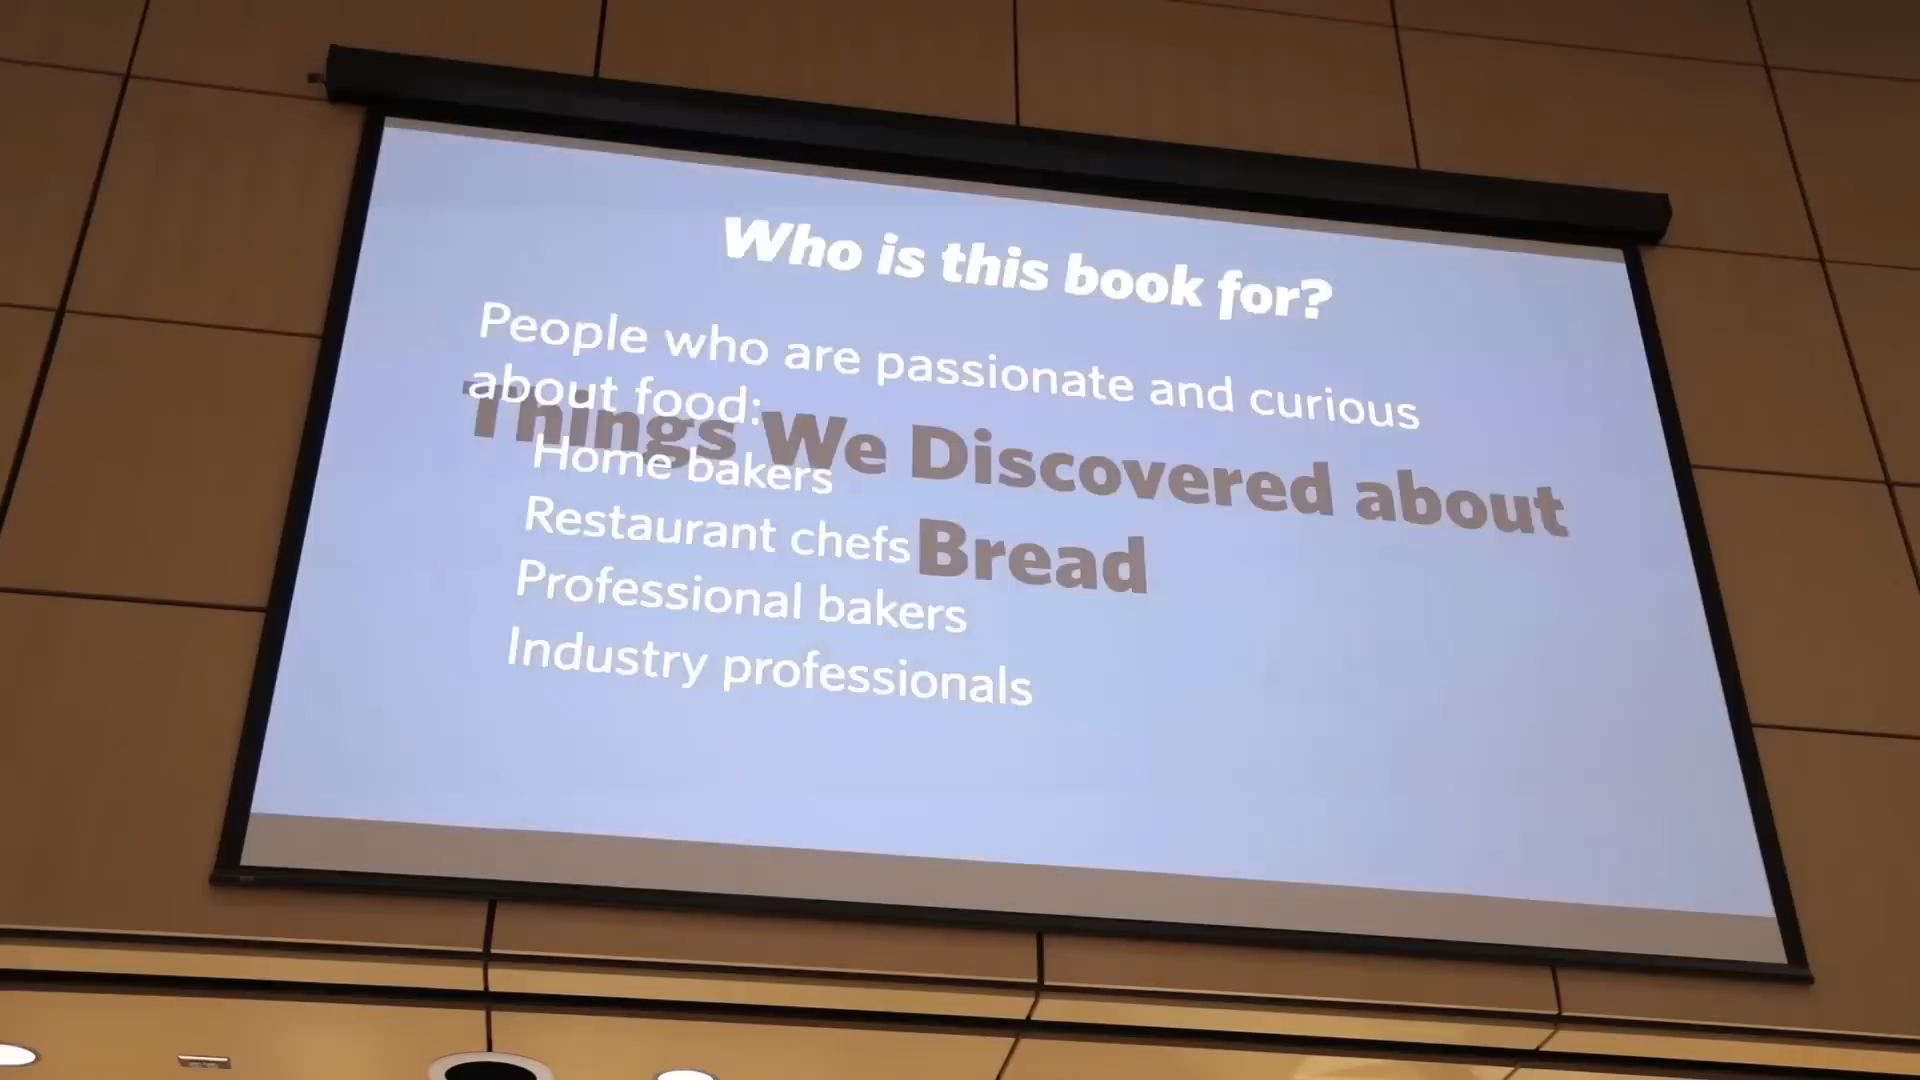 Who is this book for?
People who are passionate and curious
about food:
Home bakers
Restaurant chefs
Professional bakers
Industry professionals
Things We Discovered about
Bread